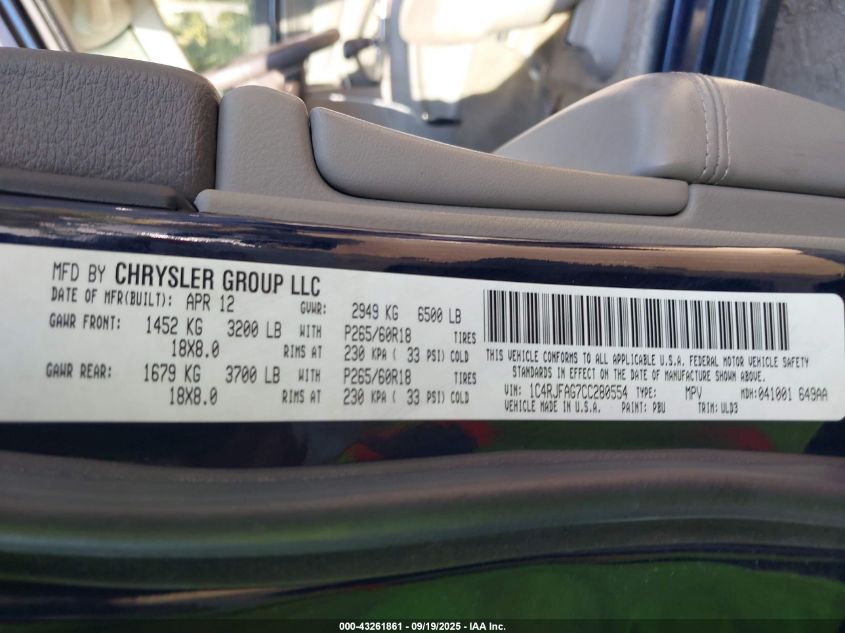 MFD BY CHRYSLER GROUP LLC
DATE OF MFR(BUILT): APR 12 GVWR: 2949 KG 6500 LB
GAWR FRONT: 1452 KG 3200 LB WITH P265/60R18 TIRES
18X8.0 RIMS AT 230 KPA ( 33 PSI) COLD
GAWR REAR: 1679 KG 3700 LB WITH P265/60R18 TIRES
18X8.0 RIMS AT 230 KPA ( 33 PSI) COLD
THIS VEHICLE CONFORMS TO ALL APPLICABLE U.S.A. FEDERAL MOTOR VEHICLE SAFETY
STANDARDS IN EFFECT ON THE DATE OF MANUFACTURE SHOWN ABOVE.
VIN: 1C4RJFAG7CC280554 TYPE: MPV MDH:041001 649AA
VEHICLE MADE IN U.S.A. PAINT: PBU TRIM: ULD3
000-43261861 - 09/19/2025 - IAA Inc.